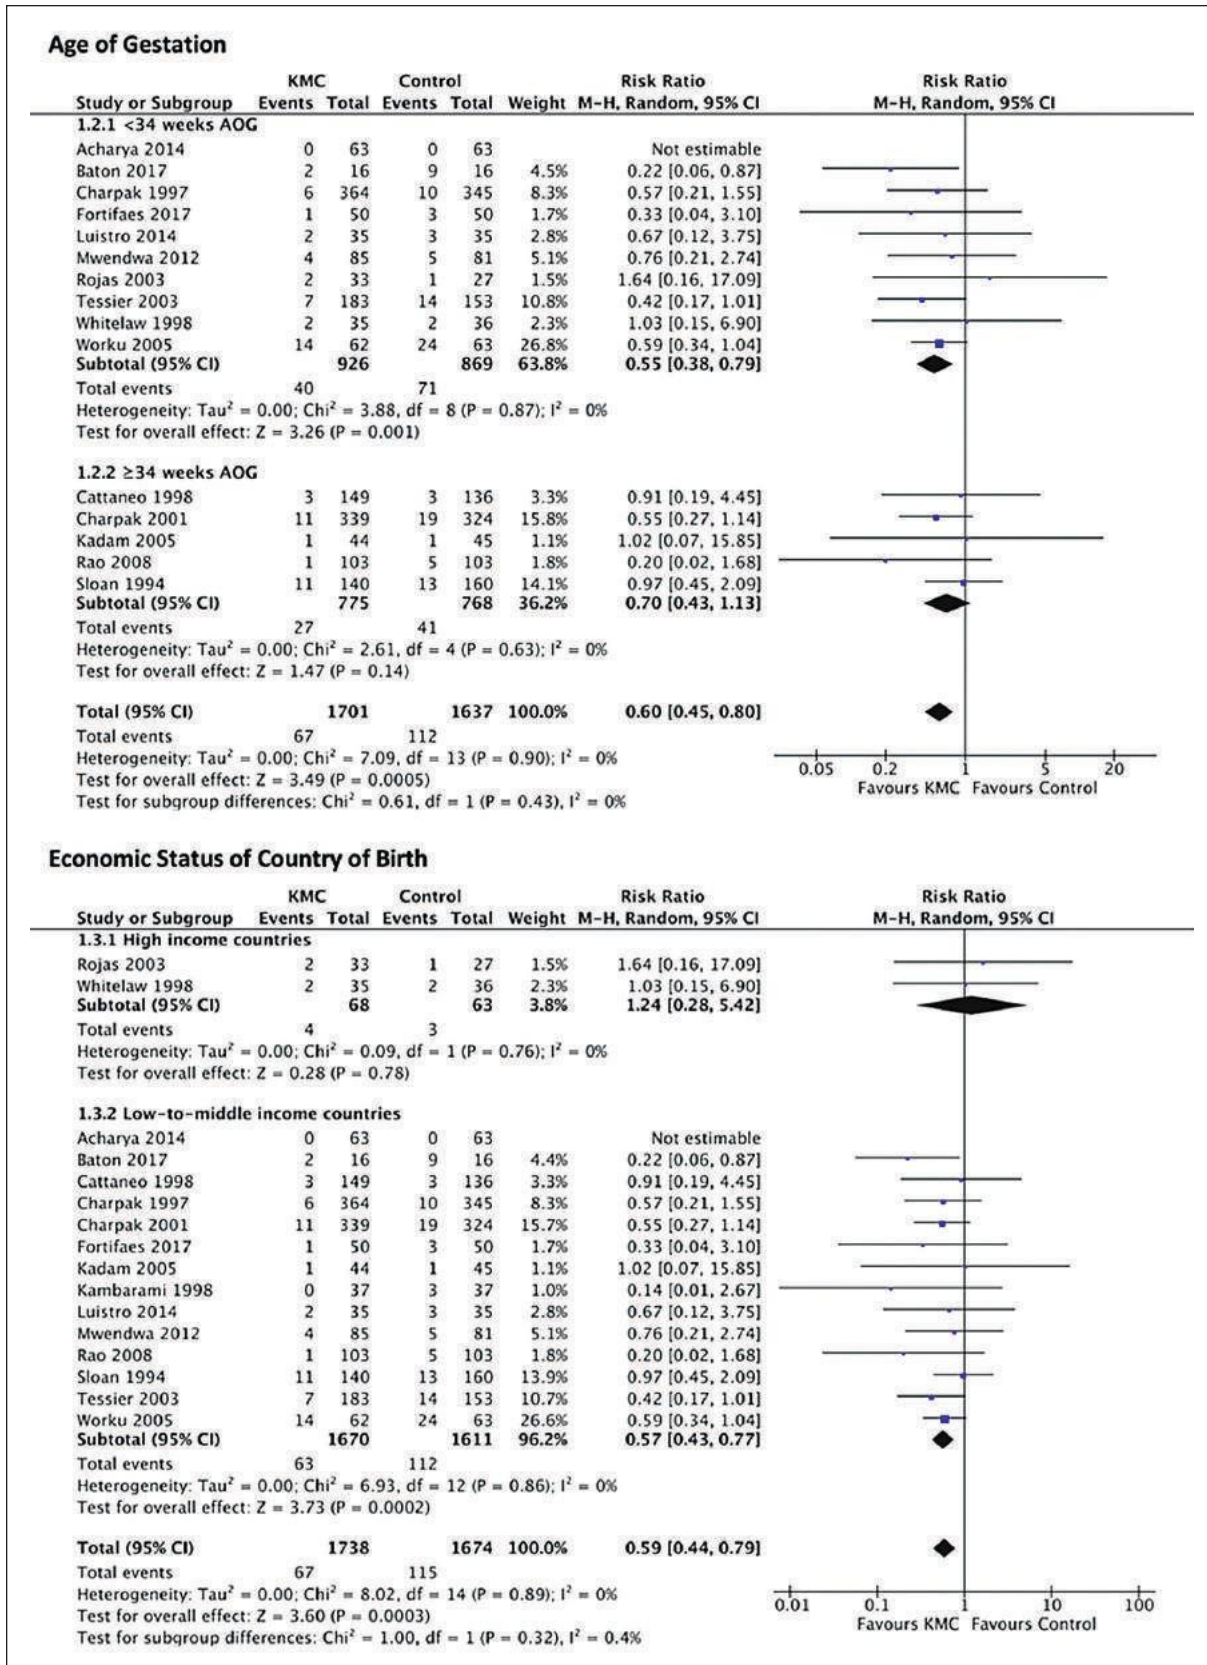 Age of Gestation
KMC Control Risk Ratio Risk Ratio
Study or Subgroup Events Total Events Total Weight M-H, Random, 95% CI M-H, Random, 95% CI
1.2.1 <34 weeks AOG
Acharya 2014 0 63 0 63 Not estimable
Baton 2017 2 16 9 16 4.5% 0.22 [0.06, 0.87]
Charpak 1997 6 364 10 345 8.3% 0.57 [0.21, 1.55]
Fortifaes 2017 1 50 3 50 1.7% 0.33 [0.04, 3.10]
Luistro 2014 2 35 3 35 2.8% 0.67 [0.12, 3.75]
Mwendwa 2012 4 85 5 81 5.1% 0.76 [0.21, 2.74]
Rojas 2003 2 33 1 27 1.5% 1.64 [0.16, 17.09]
Tessier 2003 7 183 14 153 10.8% 0.42 [0.17, 1.01]
Whitelaw 1998 2 35 2 36 2.3% 1.03 [0.15, 6.90]
Worku 2005 14 62 24 63 26.8% 0.59 [0.34, 1.04]
Subtotal (95% CI) 926 869 63.8% 0.55 [0.38, 0.79]
Total events 40 71
Heterogeneity: Tau² = 0.00; Chi² = 3.88, df = 8 (P = 0.87); I² = 0%
Test for overall effect: Z = 3.26 (P = 0.001)
1.2.2 ≥34 weeks AOG
Cattaneo 1998 3 149 3 136 3.3% 0.91 [0.19, 4.45]
Charpak 2001 11 339 19 324 15.8% 0.55 [0.27, 1.14]
Kadam 2005 1 44 1 45 1.1% 1.02 [0.07, 15.85]
Rao 2008 1 103 5 103 1.8% 0.20 [0.02, 1.68]
Sloan 1994 11 140 13 160 14.1% 0.97 [0.45, 2.09]
Subtotal (95% CI) 775 768 36.2% 0.70 [0.43, 1.13]
Total events 27 41
Heterogeneity: Tau² = 0.00; Chi² = 2.61, df = 4 (P = 0.63); I² = 0%
Test for overall effect: Z = 1.47 (P = 0.14)
Total (95% CI) 1701 1637 100.0% 0.60 [0.45, 0.80]
Total events 67 112
Heterogeneity: Tau² = 0.00; Chi² = 7.09, df = 13 (P = 0.90); I² = 0%
Test for overall effect: Z = 3.49 (P = 0.0005)
Test for subgroup differences: Chi² = 0.61, df = 1 (P = 0.43), I² = 0%
0.05 0.2 1 5 20
Favours KMC Favours Control
Economic Status of Country of Birth
KMC Control Risk Ratio Risk Ratio
Study or Subgroup Events Total Events Total Weight M-H, Random, 95% CI M-H, Random, 95% CI
1.3.1 High income countries
Rojas 2003 2 33 1 27 1.5% 1.64 [0.16, 17.09]
Whitelaw 1998 2 35 2 36 2.3% 1.03 [0.15, 6.90]
Subtotal (95% CI) 68 63 3.8% 1.24 [0.28, 5.42]
Total events 4 3
Heterogeneity: Tau² = 0.00; Chi² = 0.09, df = 1 (P = 0.76); I² = 0%
Test for overall effect: Z = 0.28 (P = 0.78)
1.3.2 Low-to-middle income countries
Acharya 2014 0 63 0 63 Not estimable
Baton 2017 2 16 9 16 4.4% 0.22 [0.06, 0.87]
Cattaneo 1998 3 149 3 136 3.3% 0.91 [0.19, 4.45]
Charpak 1997 6 364 10 345 8.3% 0.57 [0.21, 1.55]
Charpak 2001 11 339 19 324 15.7% 0.55 [0.27, 1.14]
Fortifaes 2017 1 50 3 50 1.7% 0.33 [0.04, 3.10]
Kadam 2005 1 44 1 45 1.1% 1.02 [0.07, 15.85]
Kambarami 1998 0 37 3 37 1.0% 0.14 [0.01, 2.67]
Luistro 2014 2 35 3 35 2.8% 0.67 [0.12, 3.75]
Mwendwa 2012 4 85 5 81 5.1% 0.76 [0.21, 2.74]
Rao 2008 1 103 5 103 1.8% 0.20 [0.02, 1.68]
Sloan 1994 11 140 13 160 13.9% 0.97 [0.45, 2.09]
Tessier 2003 7 183 14 153 10.7% 0.42 [0.17, 1.01]
Worku 2005 14 62 24 63 26.6% 0.59 [0.34, 1.04]
Subtotal (95% CI) 1670 1611 96.2% 0.57 [0.43, 0.77]
Total events 63 112
Heterogeneity: Tau² = 0.00; Chi² = 6.93, df = 12 (P = 0.86); I² = 0%
Test for overall effect: Z = 3.73 (P = 0.0002)
Total (95% CI) 1738 1674 100.0% 0.59 [0.44, 0.79]
Total events 67 115
Heterogeneity: Tau² = 0.00; Chi² = 8.02, df = 14 (P = 0.89); I² = 0%
Test for overall effect: Z = 3.60 (P = 0.0003)
Test for subgroup differences: Chi² = 1.00, df = 1 (P = 0.32), I² = 0.4%
0.01 0.1 1 10 100
Favours KMC Favours Control